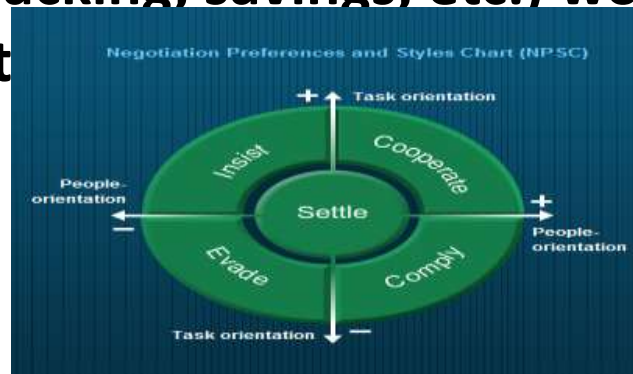 Negotiation Preferences and Styles Chart (NPSC)
+ Task orientation
Insist
Cooperate
People-
orientation
−
+
People-
orientation
Settle
Evade
Comply
Task orientation −